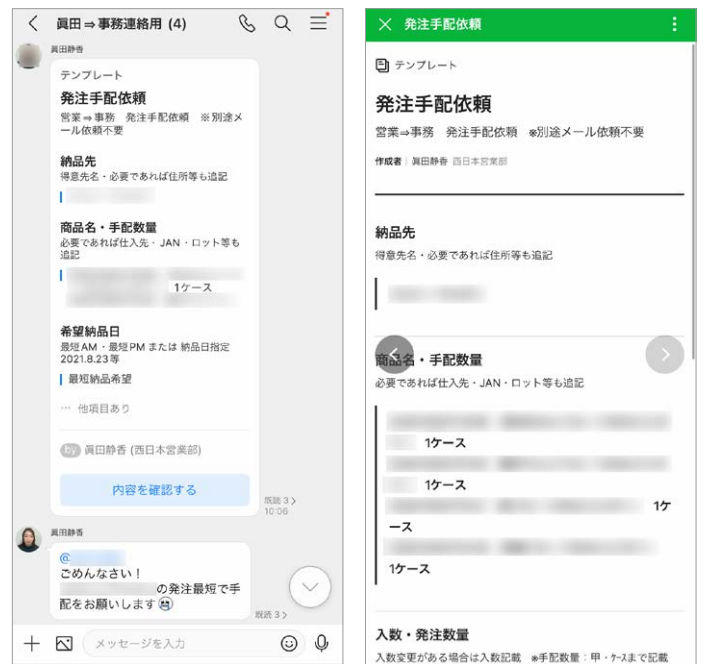 眞田⇒事務連絡用 (4)
眞田静香
テンプレート
発注手配依頼
営業⇒事務　発注手配依頼　※別途メ
ール依頼不要
納品先
得意先名・必要であれば住所等も追記
商品名・手配数量
必要であれば仕入先・JAN・ロット等も
追記
1ケース
希望納品日
最短AM・最短PM または 納品日指定
2021.8.23等
最短納品希望
… 他項目あり
by 眞田静香 (西日本営業部)
内容を確認する
既読 3
10:06
眞田静香
@
ごめんなさい！
の発注最短で手
配をお願いします
既読 3
メッセージを入力
発注手配依頼
テンプレート
発注手配依頼
営業⇒事務　発注手配依頼　※別途メール依頼不要
作成者 | 眞田静香 西日本営業部
納品先
得意先名・必要であれば住所等も追記
商品名・手配数量
必要であれば仕入先・JAN・ロット等も追記
1ケース
1ケース
1ケ
ース
1ケース
入数・発注数量
入数変更がある場合は入数記載　※手配数量：甲・ケースまで記載